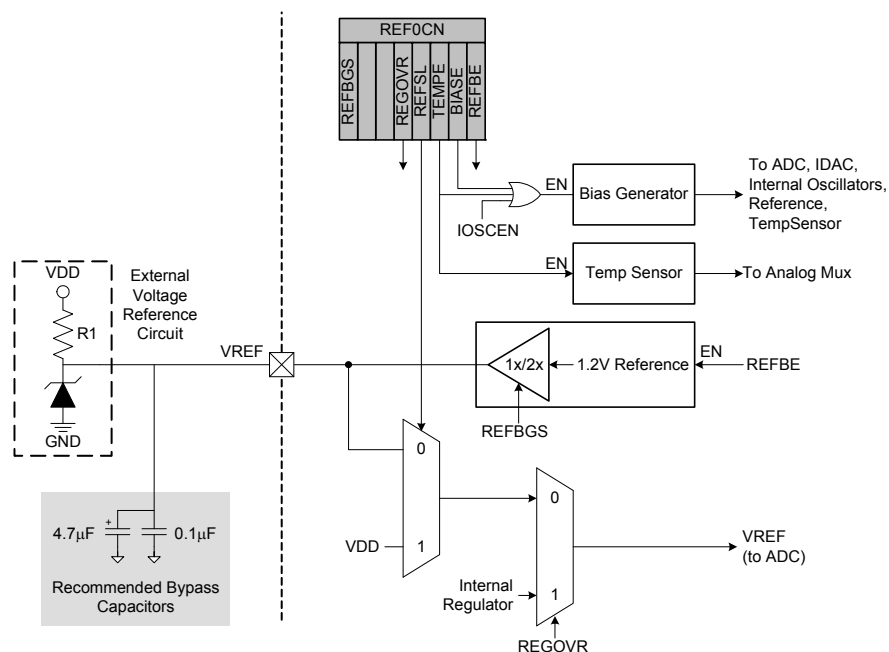 REF0CN
REFBGS
REGOVR
REFSL
TEMPE
BIASE
REFBE
EN
Bias Generator
To ADC, IDAC,
Internal Oscillators,
Reference,
TempSensor
IOSCEN
EN
Temp Sensor
To Analog Mux
VDD
R1
GND
External
Voltage
Reference
Circuit
VREF
1x/2x
1.2V Reference
EN
REFBE
REFBGS
0
1
VDD
0
1
Internal
Regulator
REGOVR
VREF
(to ADC)
4.7µF
+
0.1µF
Recommended Bypass
Capacitors